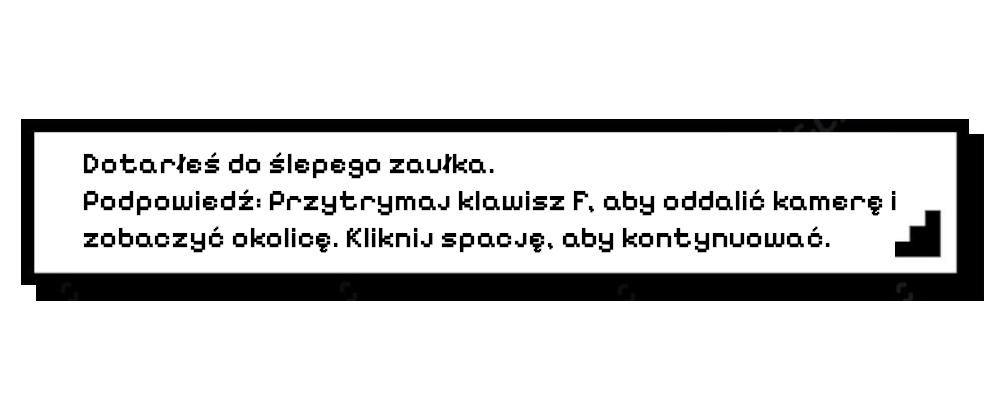 Dotarłeś do ślepego zaułka.
Podpowiedź: Przytrymaj klawisz F, aby oddalić kamerę i
zobaczyć okolicę. Kliknij spację, aby kontynuować.